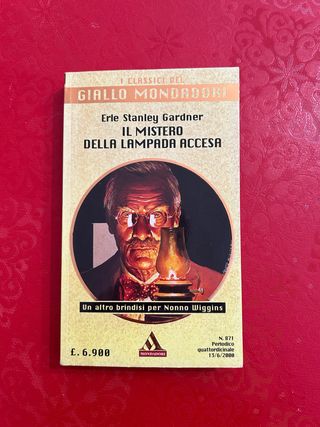 I CLASSICI DEL
GIALLO MONDADORI
Erle Stanley Gardner
IL MISTERO
DELLA LAMPADA ACCESA
Un altro brindisi per Nonno Wiggins
£. 6.900
MONDADORI
N. 871
Periodico
quattordicinale
13/6/2000